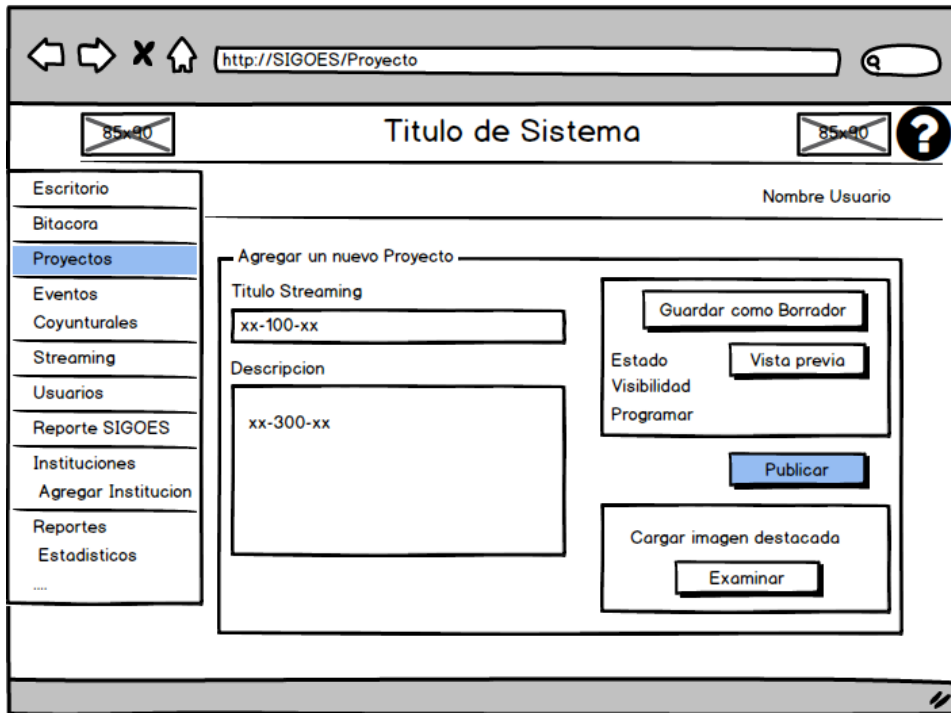 http://SIGOES/Proyecto
85x90
Titulo de Sistema
85x90
?
Nombre Usuario
Escritorio
Bitacora
Proyectos
Eventos
Coyunturales
Streaming
Usuarios
Reporte SIGOES
Instituciones
Agregar Institucion
Reportes
Estadisticos
....
Agregar un nuevo Proyecto
Titulo Streaming
xx-100-xx
Descripcion
xx-300-xx
Guardar como Borrador
Estado
Vista previa
Visibilidad
Programar
Publicar
Cargar imagen destacada
Examinar